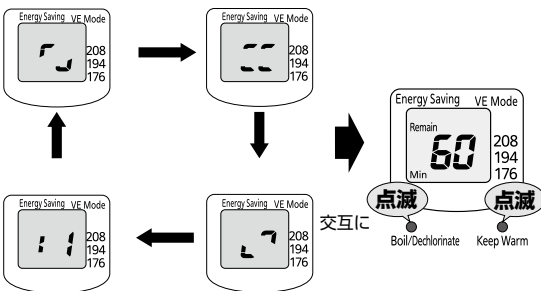 Energy Saving VE Mode
208
194
176
Energy Saving VE Mode
208
194
176
Energy Saving VE Mode
208
194
176
Energy Saving VE Mode
208
194
176
交互に
Energy Saving VE Mode
Remain
60
Min
208
194
176
点滅
点滅
Boil/Dechlorinate Keep Warm